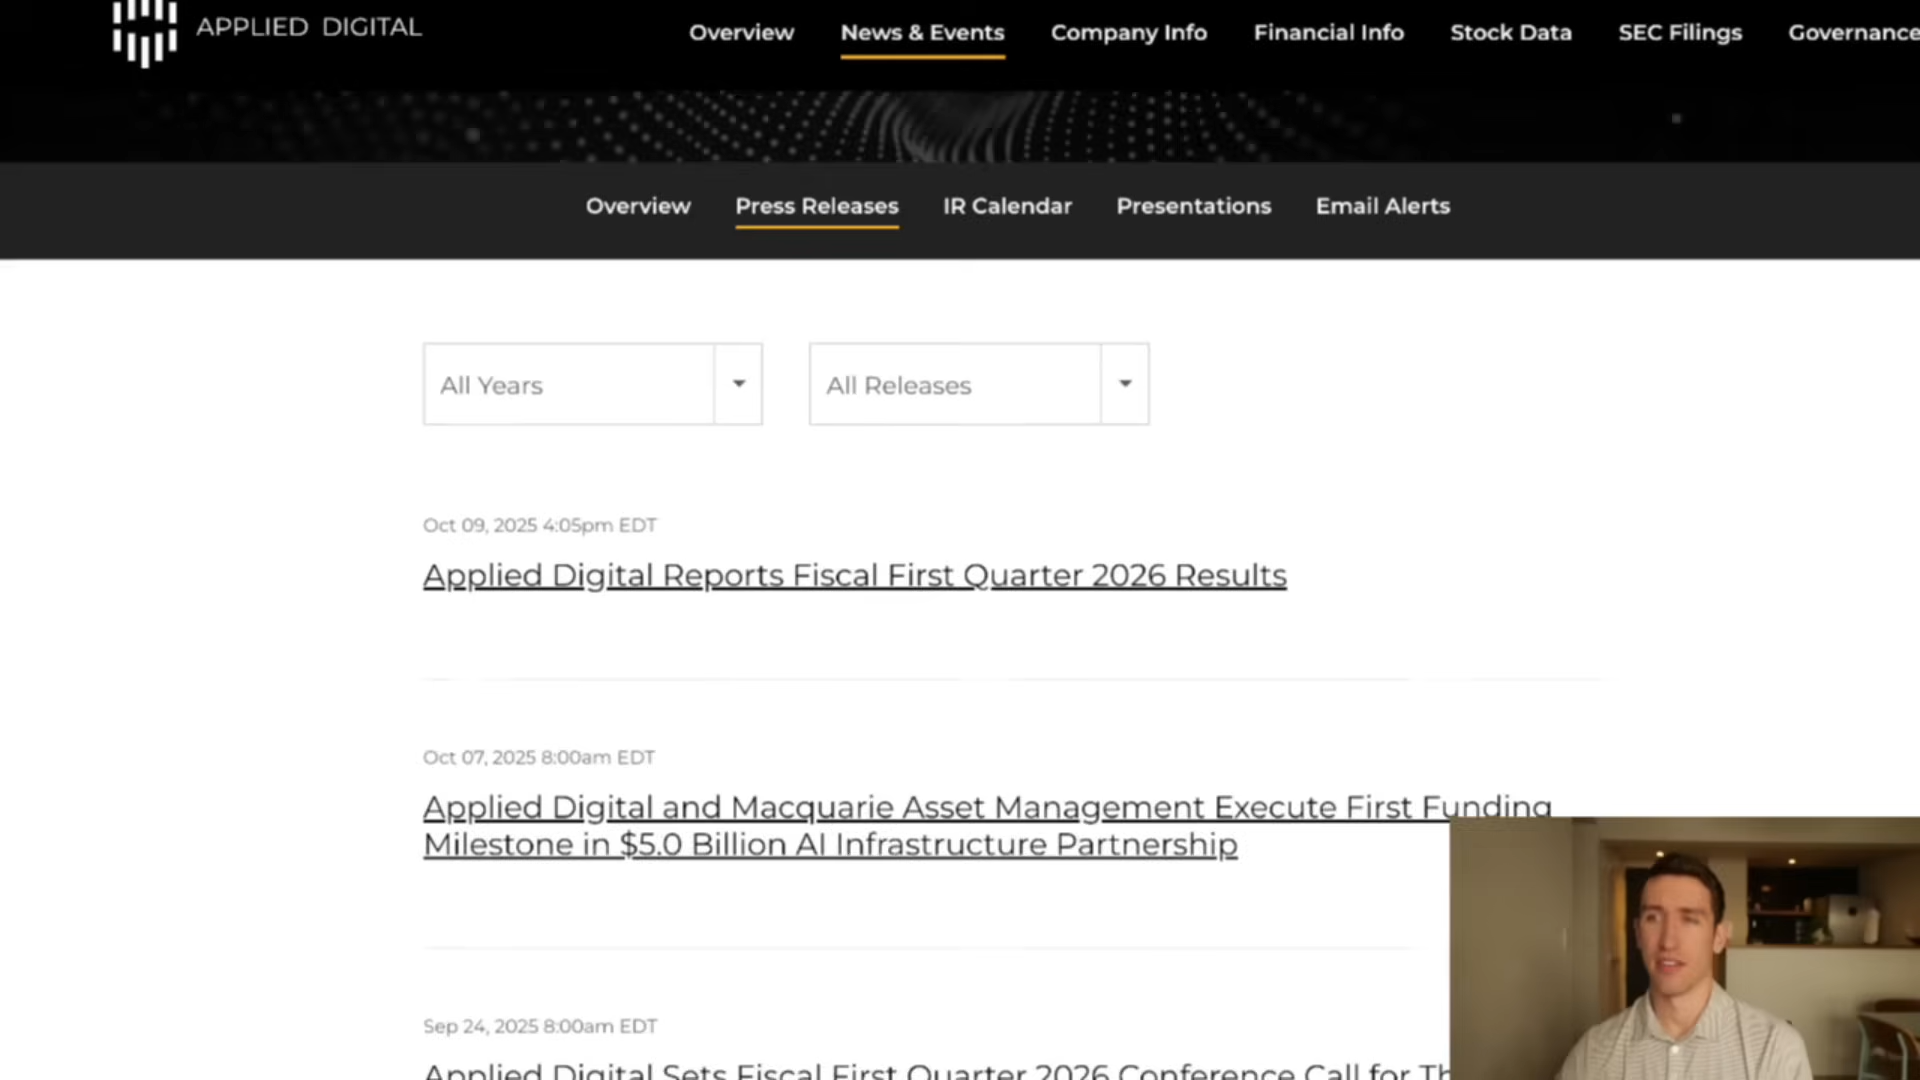 APPLIED DIGITAL
Overview News & Events Company Info Financial Info Stock Data SEC Filings Governance
Overview Press Releases IR Calendar Presentations Email Alerts
All Years All Releases
Oct 09, 2025 4:05pm EDT
Applied Digital Reports Fiscal First Quarter 2026 Results
Oct 07, 2025 8:00am EDT
Applied Digital and Macquarie Asset Management Execute First Funding
Milestone in $5.0 Billion AI Infrastructure Partnership
Sep 24, 2025 8:00am EDT
Applied Digital Sets Fiscal First Quarter 2026 Conference Call for